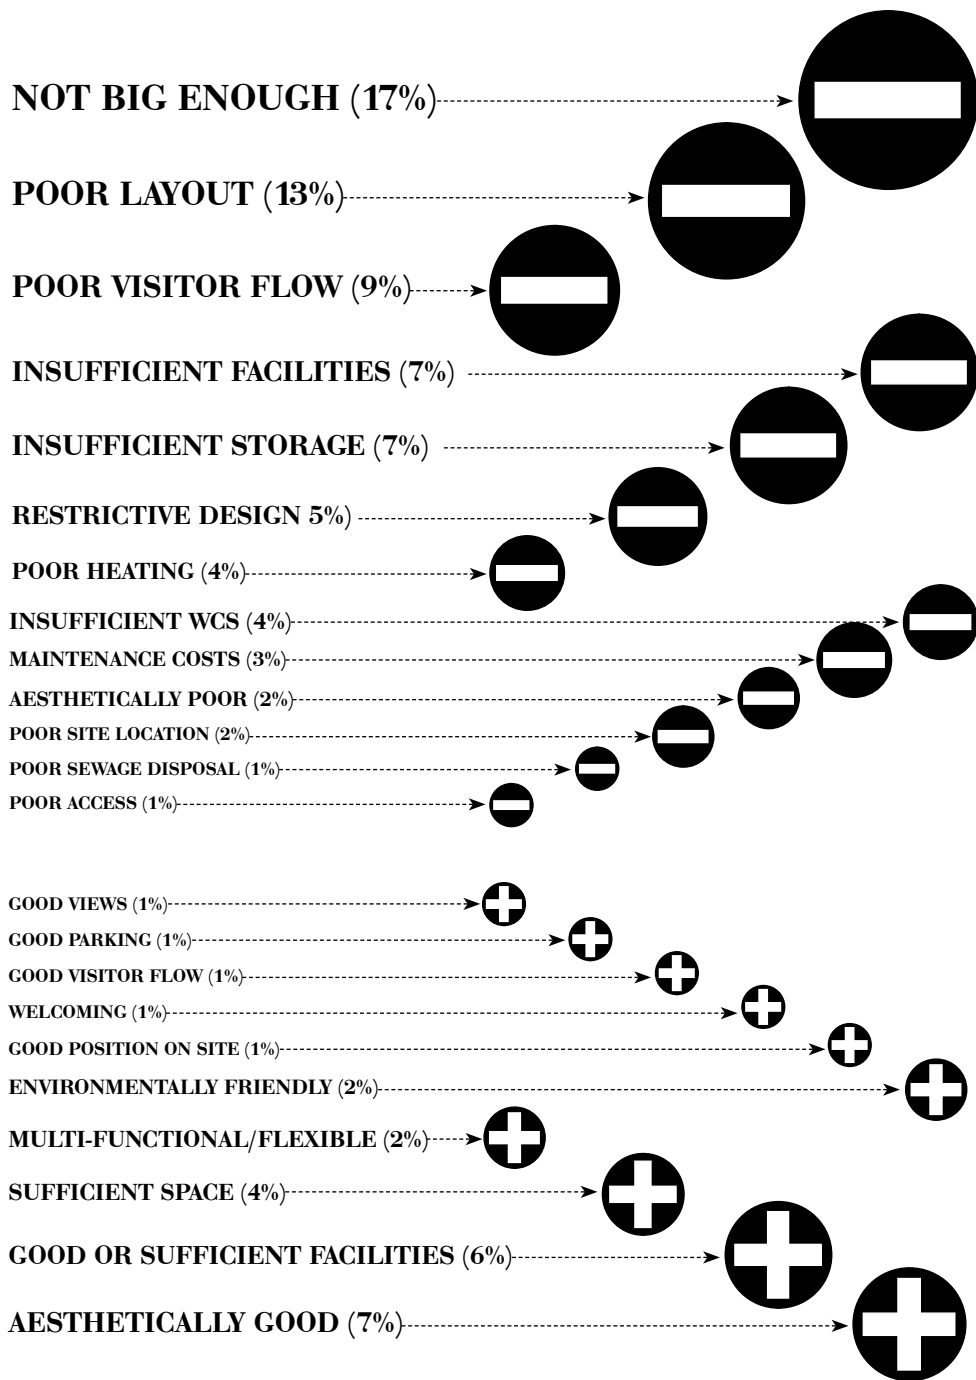 NOT BIG ENOUGH (17%)
POOR LAYOUT (13%)
POOR VISITOR FLOW (9%)
INSUFFICIENT FACILITIES (7%)
INSUFFICIENT STORAGE (7%)
RESTRICTIVE DESIGN 5%)
POOR HEATING (4%)
INSUFFICIENT WCS (4%)
MAINTENANCE COSTS (3%)
AESTHETICALLY POOR (2%)
POOR SITE LOCATION (2%)
POOR SEWAGE DISPOSAL (1%)
POOR ACCESS (1%)
GOOD VIEWS (1%)
GOOD PARKING (1%)
GOOD VISITOR FLOW (1%)
WELCOMING (1%)
GOOD POSITION ON SITE (1%)
ENVIRONMENTALLY FRIENDLY (2%)
MULTI-FUNCTIONAL/FLEXIBLE (2%)
SUFFICIENT SPACE (4%)
GOOD OR SUFFICIENT FACILITIES (6%)
AESTHETICALLY GOOD (7%)